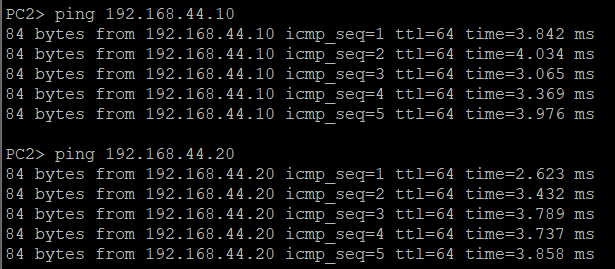 PC2> ping 192.168.44.10
84 bytes from 192.168.44.10 icmp_seq=1 ttl=64 time=3.842 ms
84 bytes from 192.168.44.10 icmp_seq=2 ttl=64 time=4.034 ms
84 bytes from 192.168.44.10 icmp_seq=3 ttl=64 time=3.065 ms
84 bytes from 192.168.44.10 icmp_seq=4 ttl=64 time=3.369 ms
84 bytes from 192.168.44.10 icmp_seq=5 ttl=64 time=3.976 ms
PC2> ping 192.168.44.20
84 bytes from 192.168.44.20 icmp_seq=1 ttl=64 time=2.623 ms
84 bytes from 192.168.44.20 icmp_seq=2 ttl=64 time=3.432 ms
84 bytes from 192.168.44.20 icmp_seq=3 ttl=64 time=3.789 ms
84 bytes from 192.168.44.20 icmp_seq=4 ttl=64 time=3.737 ms
84 bytes from 192.168.44.20 icmp_seq=5 ttl=64 time=3.858 ms